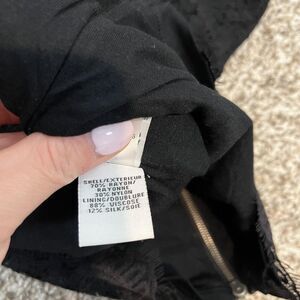 SHELL/EXTERIEUR
70% RAYON/
RAYONNE
30% NYLON
LINING/DOUBLURE
88% VISCOSE
12% SILK/SOIE